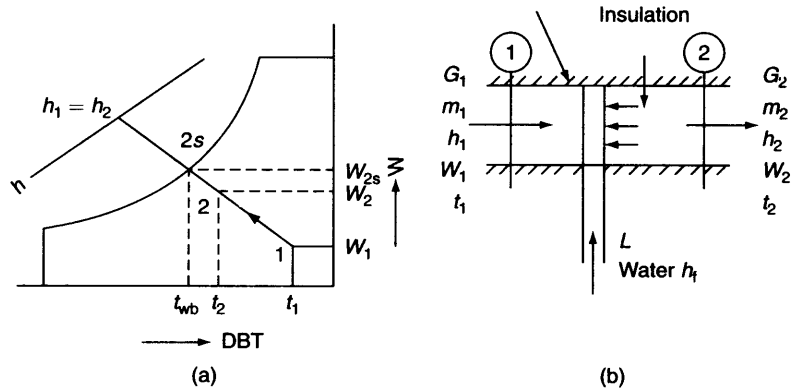 h₁ = h₂
h
2s
2
1
W₂ₛ
W₂
W₁
W
t_wb
t₂
t₁
DBT
(a)
Insulation
1
2
G₁
m₁
h₁
W₁
t₁
G₂
m₂
h₂
W₂
t₂
L
Water h_f
(b)